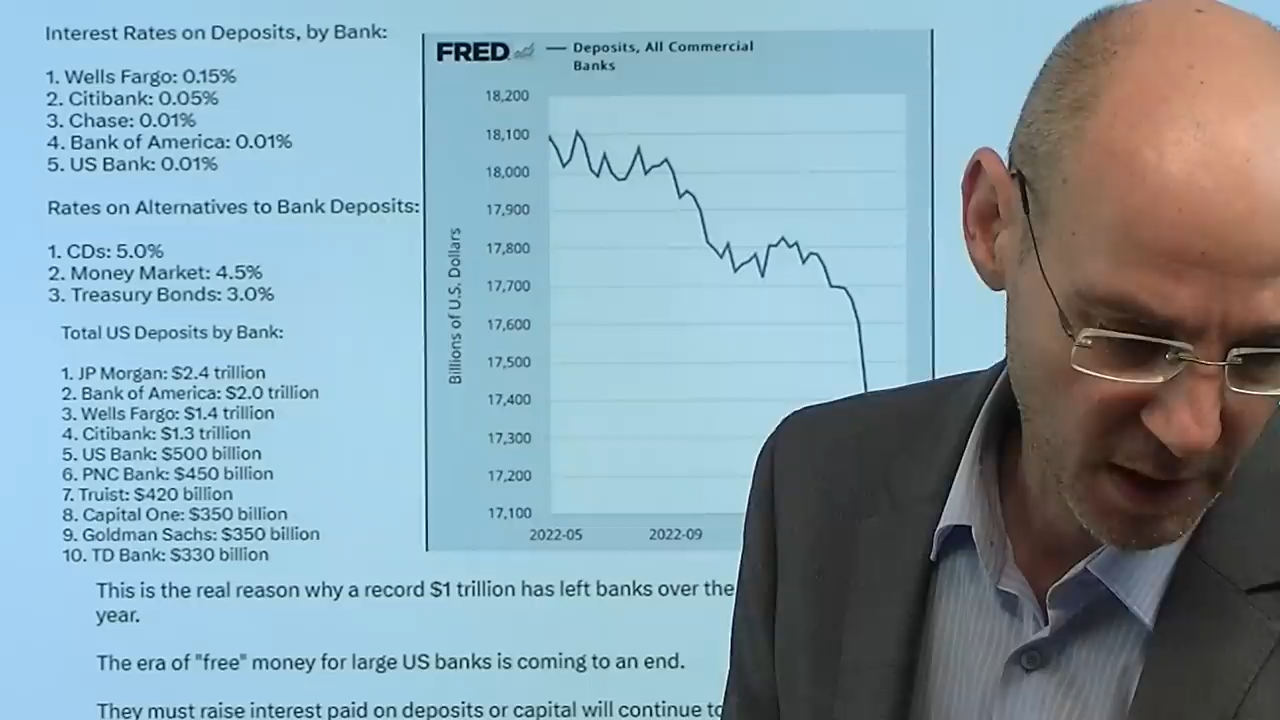 Interest Rates on Deposits, by Bank:
1. Wells Fargo: 0.15%
2. Citibank: 0.05%
3. Chase: 0.01%
4. Bank of America: 0.01%
5. US Bank: 0.01%
Rates on Alternatives to Bank Deposits:
1. CDs: 5.0%
2. Money Market: 4.5%
3. Treasury Bonds: 3.0%
Total US Deposits by Bank:
1. JP Morgan: $2.4 trillion
2. Bank of America: $2.0 trillion
3. Wells Fargo: $1.4 trillion
4. Citibank: $1.3 trillion
5. US Bank: $500 billion
6. PNC Bank: $450 billion
7. Truist: $420 billion
8. Capital One: $350 billion
9. Goldman Sachs: $350 billion
10. TD Bank: $330 billion
FRED
Deposits, All Commercial
Banks
Billions of U.S. Dollars
18,200
18,100
18,000
17,900
17,800
17,700
17,600
17,500
17,400
17,300
17,200
17,100
2022-05 2022-09
This is the real reason why a record $1 trillion has left banks over the
year.
The era of "free" money for large US banks is coming to an end.
They must raise interest paid on deposits or capital will continue to